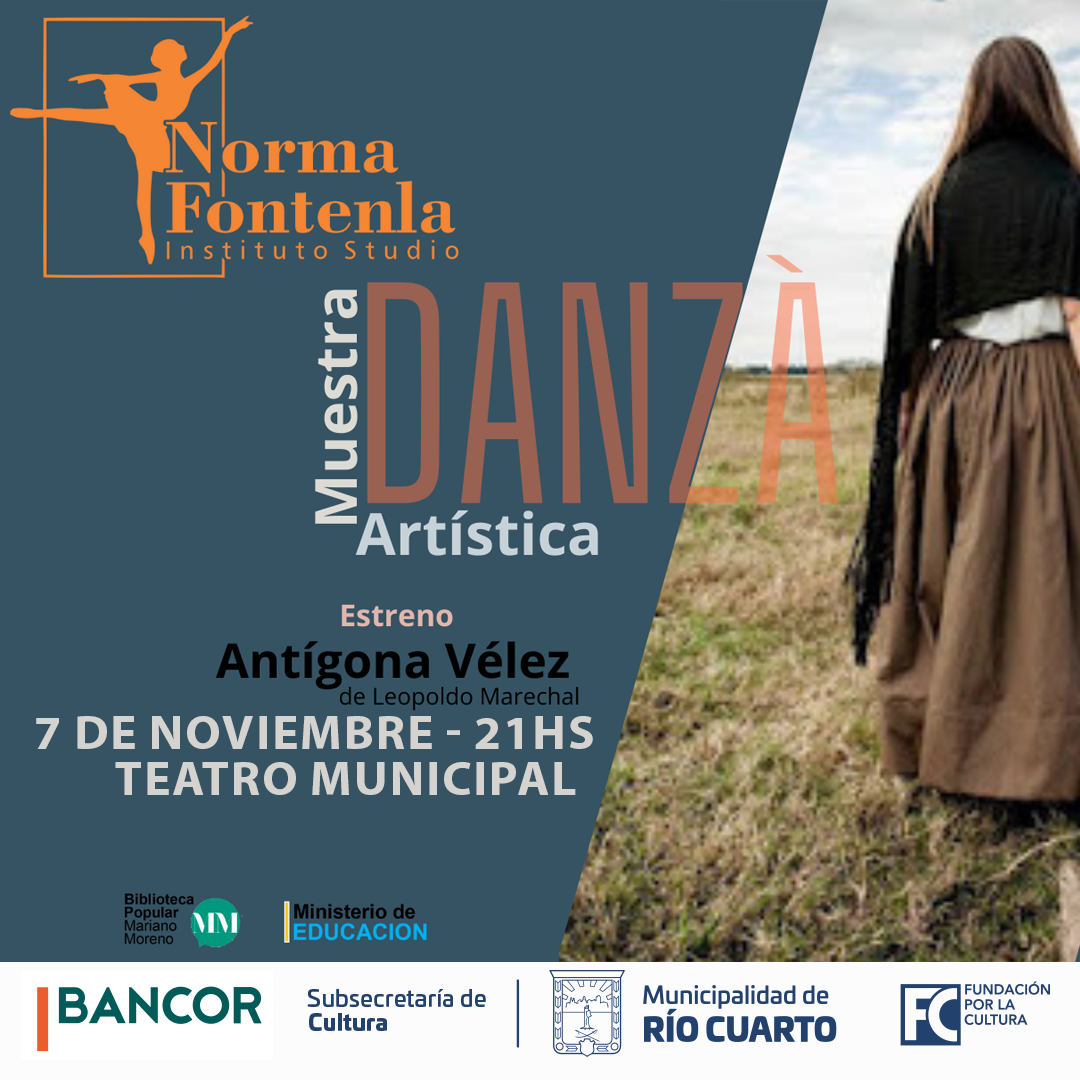 Norma
Fontenla
Instituto Studio
Muestra
DANZÀ
Artística
Estreno
Antígona Vélez
de Leopoldo Marechal
7 DE NOVIEMBRE - 21HS
TEATRO MUNICIPAL
Biblioteca
Popular
Mariano
Moreno
MM
Ministerio de
EDUCACION
BANCOR
Subsecretaría de
Cultura
Municipalidad de
RÍO CUARTO
FC
FUNDACIÓN
POR LA
CULTURA